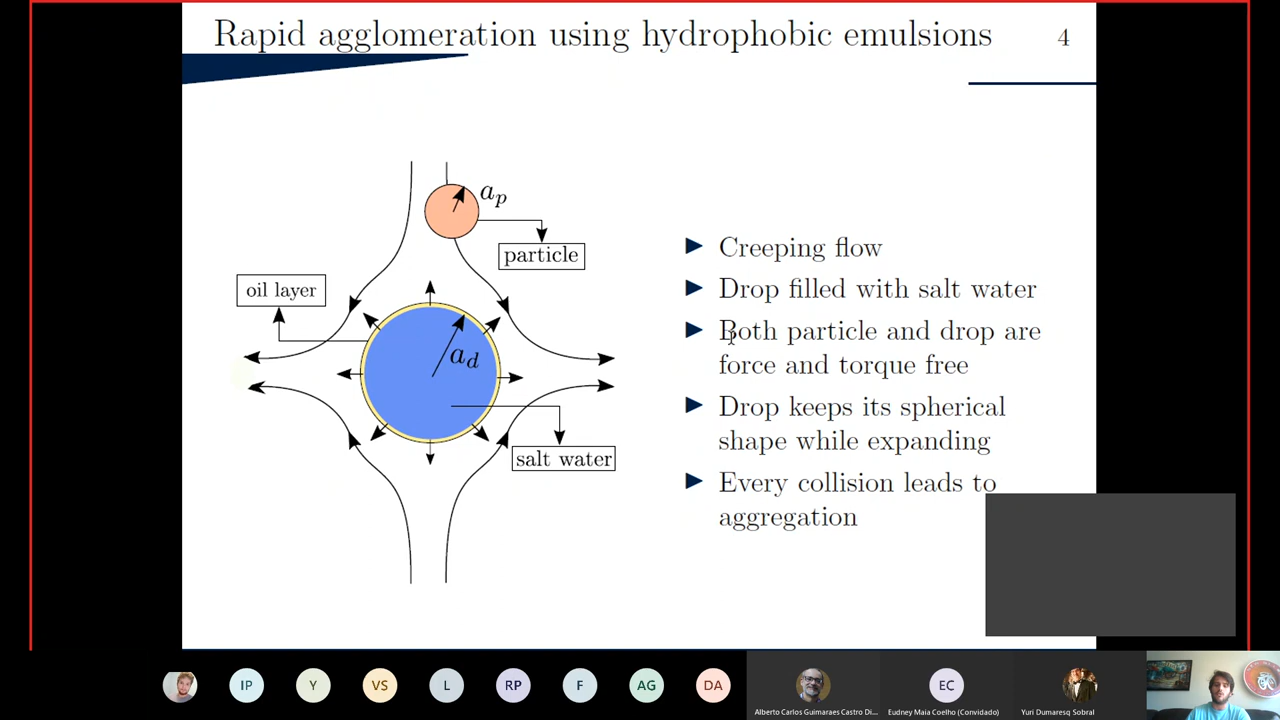 Rapid agglomeration using hydrophobic emulsions 4
a_p
particle
oil layer
a_d
salt water
Creeping flow
Drop filled with salt water
Both particle and drop are
force and torque free
Drop keeps its spherical
shape while expanding
Every collision leads to
aggregation
IP Y VS L RP F AG DA EC
Alberto Carlos Guimaraes Castro Di... Eudney Maia Coelho (Convidado) Yuri Dumaresq Sobral